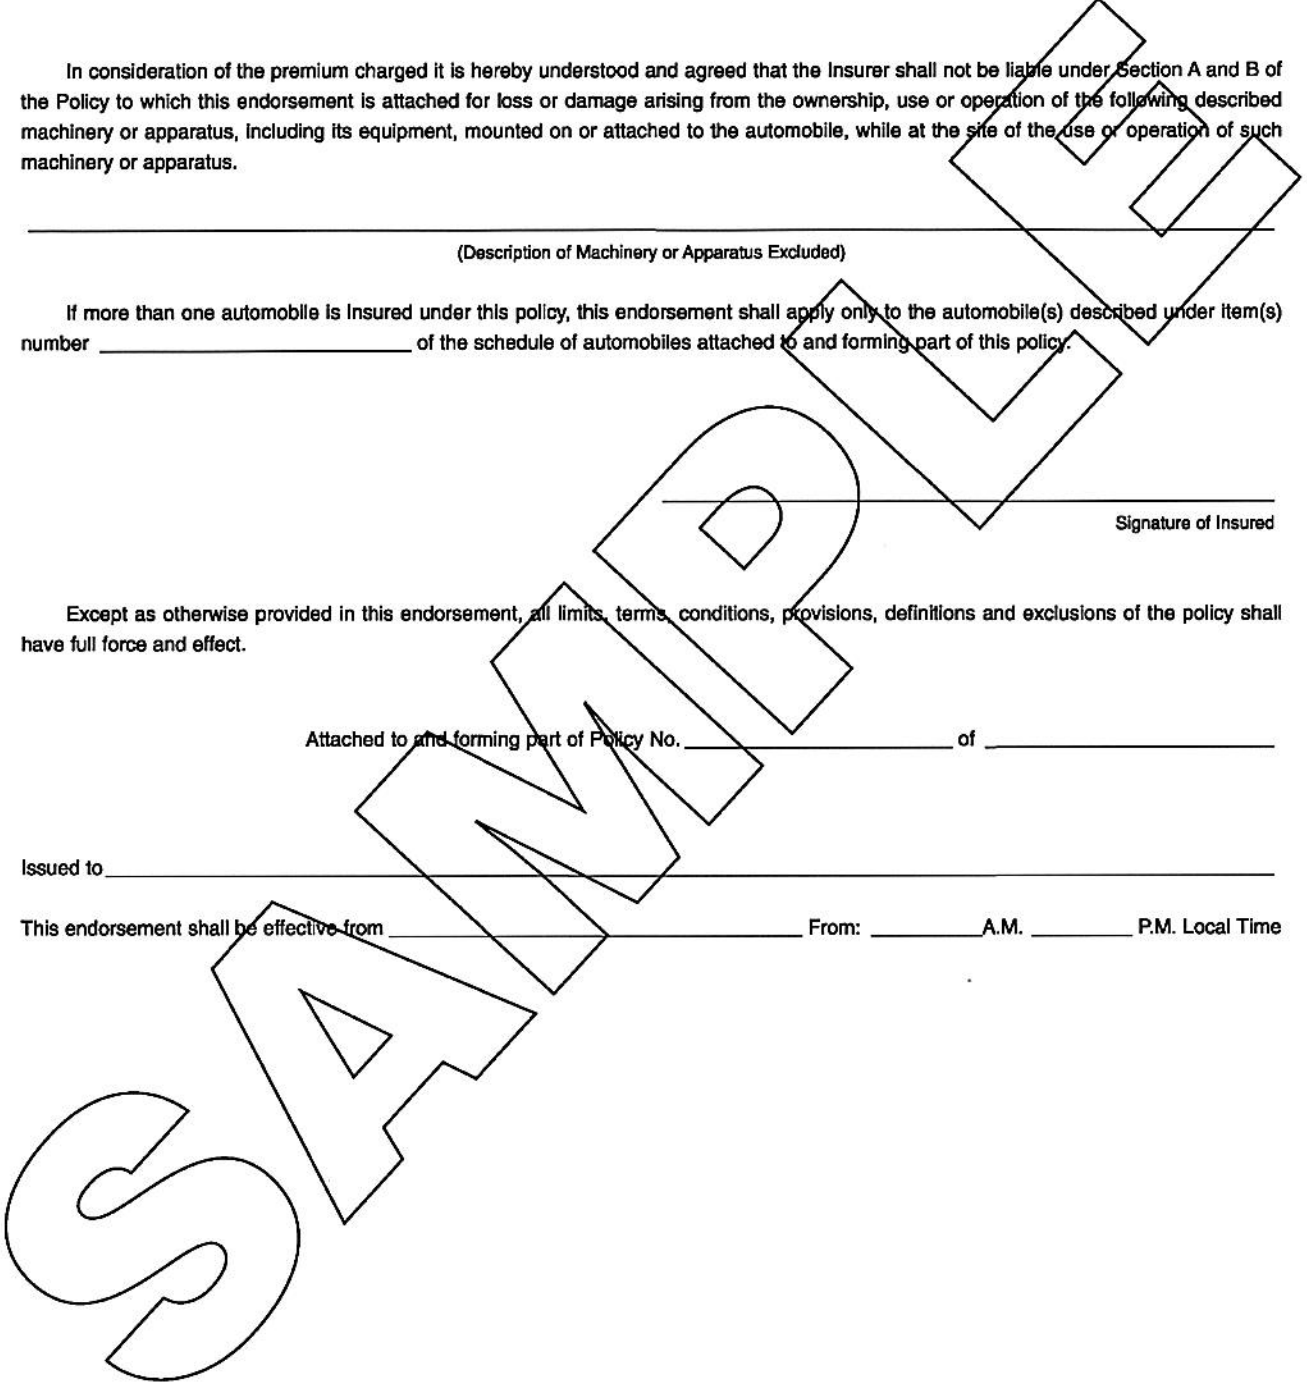 In consideration of the premium charged it is hereby understood and agreed that the Insurer shall not be liable under Section A and B of
the Policy to which this endorsement is attached for loss or damage arising from the ownership, use or operation of the following described
machinery or apparatus, including its equipment, mounted on or attached to the automobile, while at the site of the use or operation of such
machinery or apparatus.
(Description of Machinery or Apparatus Excluded)
If more than one automobile is insured under this policy, this endorsement shall apply only to the automobile(s) described under item(s)
number ____________ of the schedule of automobiles attached to and forming part of this policy.
Signature of Insured
Except as otherwise provided in this endorsement, all limits, terms, conditions, provisions, definitions and exclusions of the policy shall
have full force and effect.
Attached to and forming part of Policy No. ____________ of ____________
Issued to ____________
This endorsement shall be effective from ____________ From: ________ A.M. ________ P.M. Local Time
SAMPLE